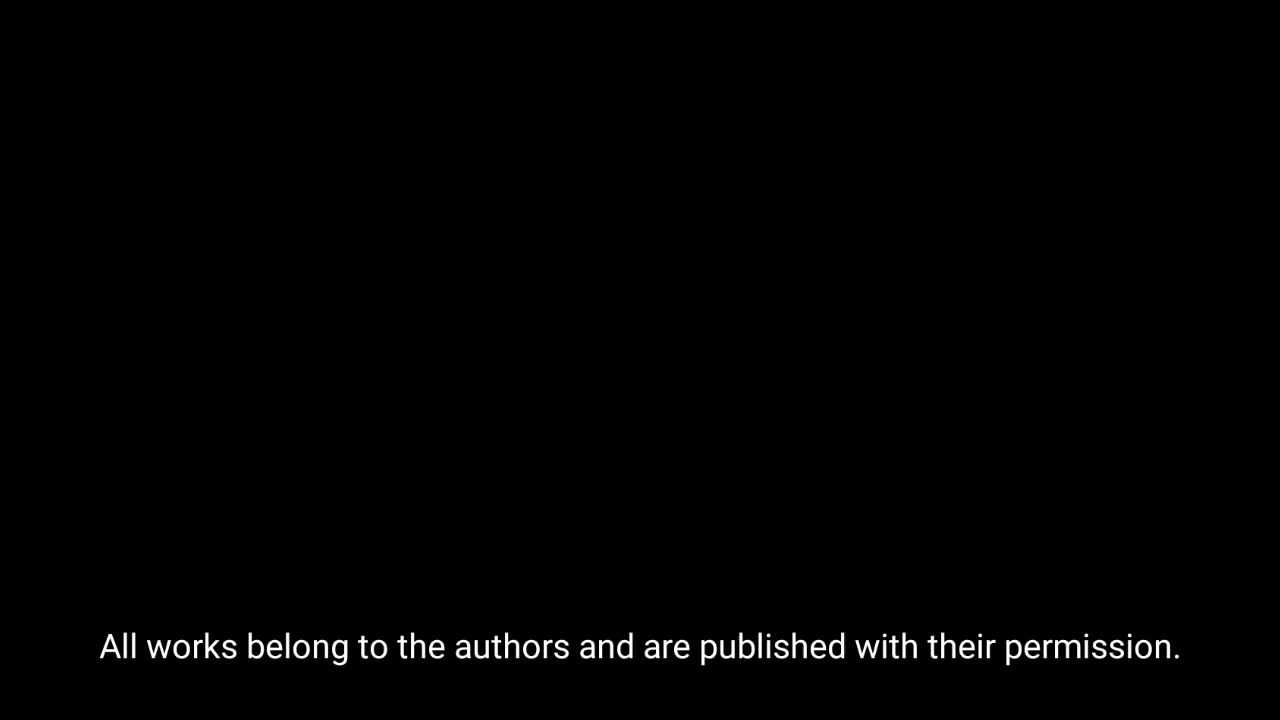 All works belong to the authors and are published with their permission.